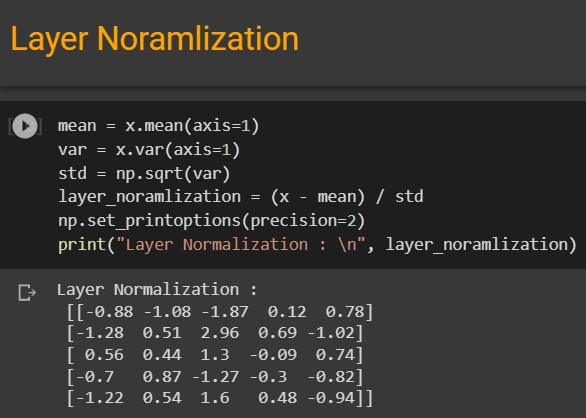 Layer Noramlization
mean = x.mean(axis=1)
var = x.var(axis=1)
std = np.sqrt(var)
layer_noramlization = (x - mean) / std
np.set_printoptions(precision=2)
print("Layer Normalization : \n", layer_noramlization)
Layer Normalization :
[[-0.88 -1.08 -1.87  0.12  0.78]
[-1.28  0.51  2.96  0.69 -1.02]
[ 0.56  0.44  1.3  -0.09  0.74]
[-0.7   0.87 -1.27 -0.3  -0.82]
[-1.22  0.54  1.6   0.48 -0.94]]